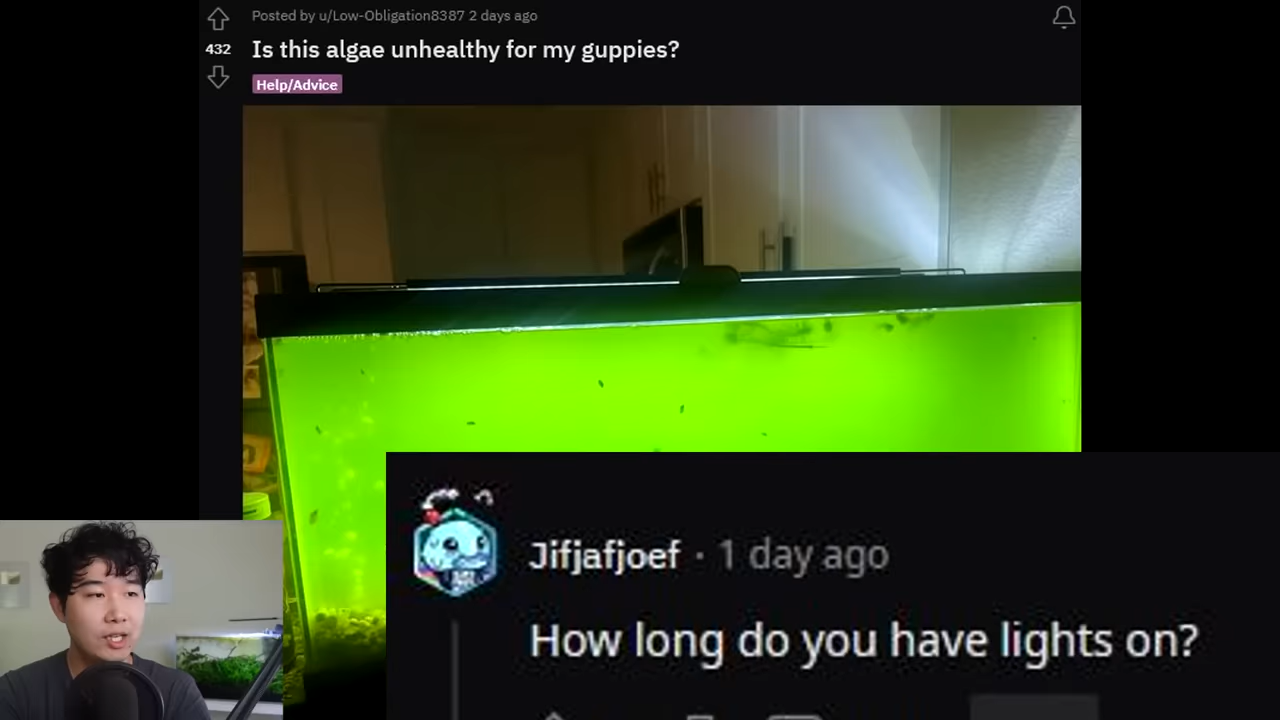 Posted by u/Low-Obligation8387 2 days ago
432
Is this algae unhealthy for my guppies?
Help/Advice
Jifjafjoef · 1 day ago
How long do you have lights on?